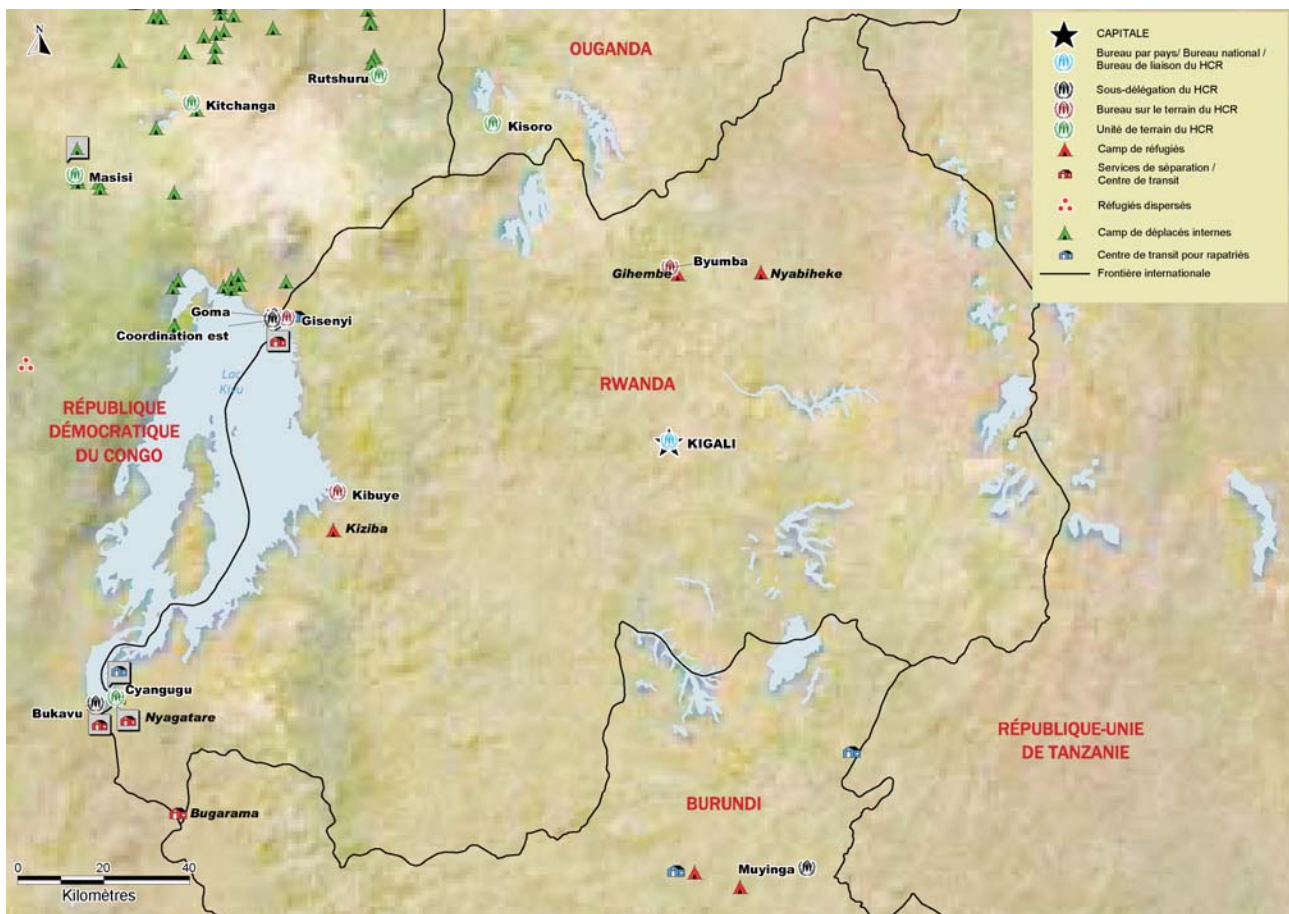 N
OUGANDA
Rutshuru
Kitchanga
Kisoro
Masisi
CAPITALE
Bureau par pays/ Bureau national /
Bureau de liaison du HCR
Sous-délégation du HCR
Bureau sur le terrain du HCR
Unité de terrain du HCR
Camp de réfugiés
Services de séparation /
Centre de transit
Réfugiés dispersés
Camp de déplacés internes
Centre de transit pour rapatriés
Frontière internationale
Byumba
Gihembe
Nyabiheke
Goma
Gisenyi
Coordination est
Lac
Kivu
RWANDA
RÉPUBLIQUE
DÉMOCRATIQUE
DU CONGO
KIGALI
Kibuye
Kiziba
Cyangugu
Bukavu
Nyagatare
RÉPUBLIQUE-UNIE
DE TANZANIE
BURUNDI
Bugarama
Muyinga
0 20 40
Kilomètres